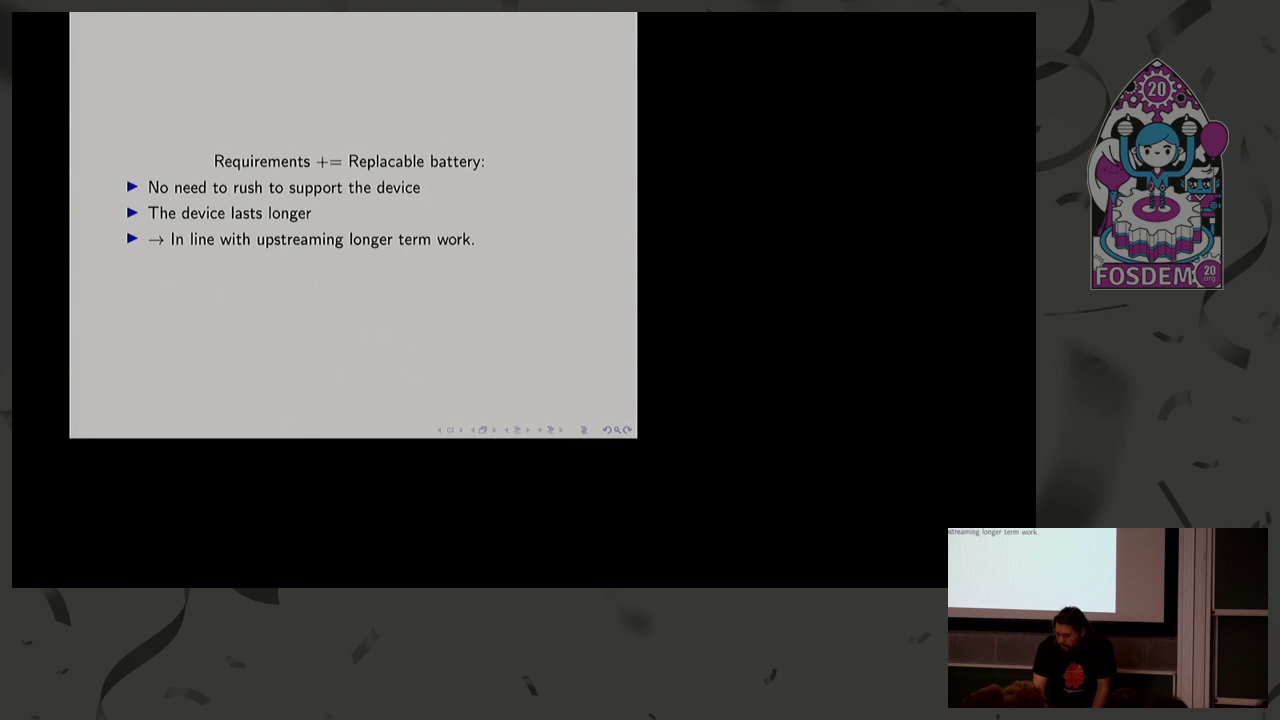 Requirements += Replacable battery:
No need to rush to support the device
The device lasts longer
→ In line with upstreaming longer term work.
20
FOSDEM
20
org
streaming longer term work.